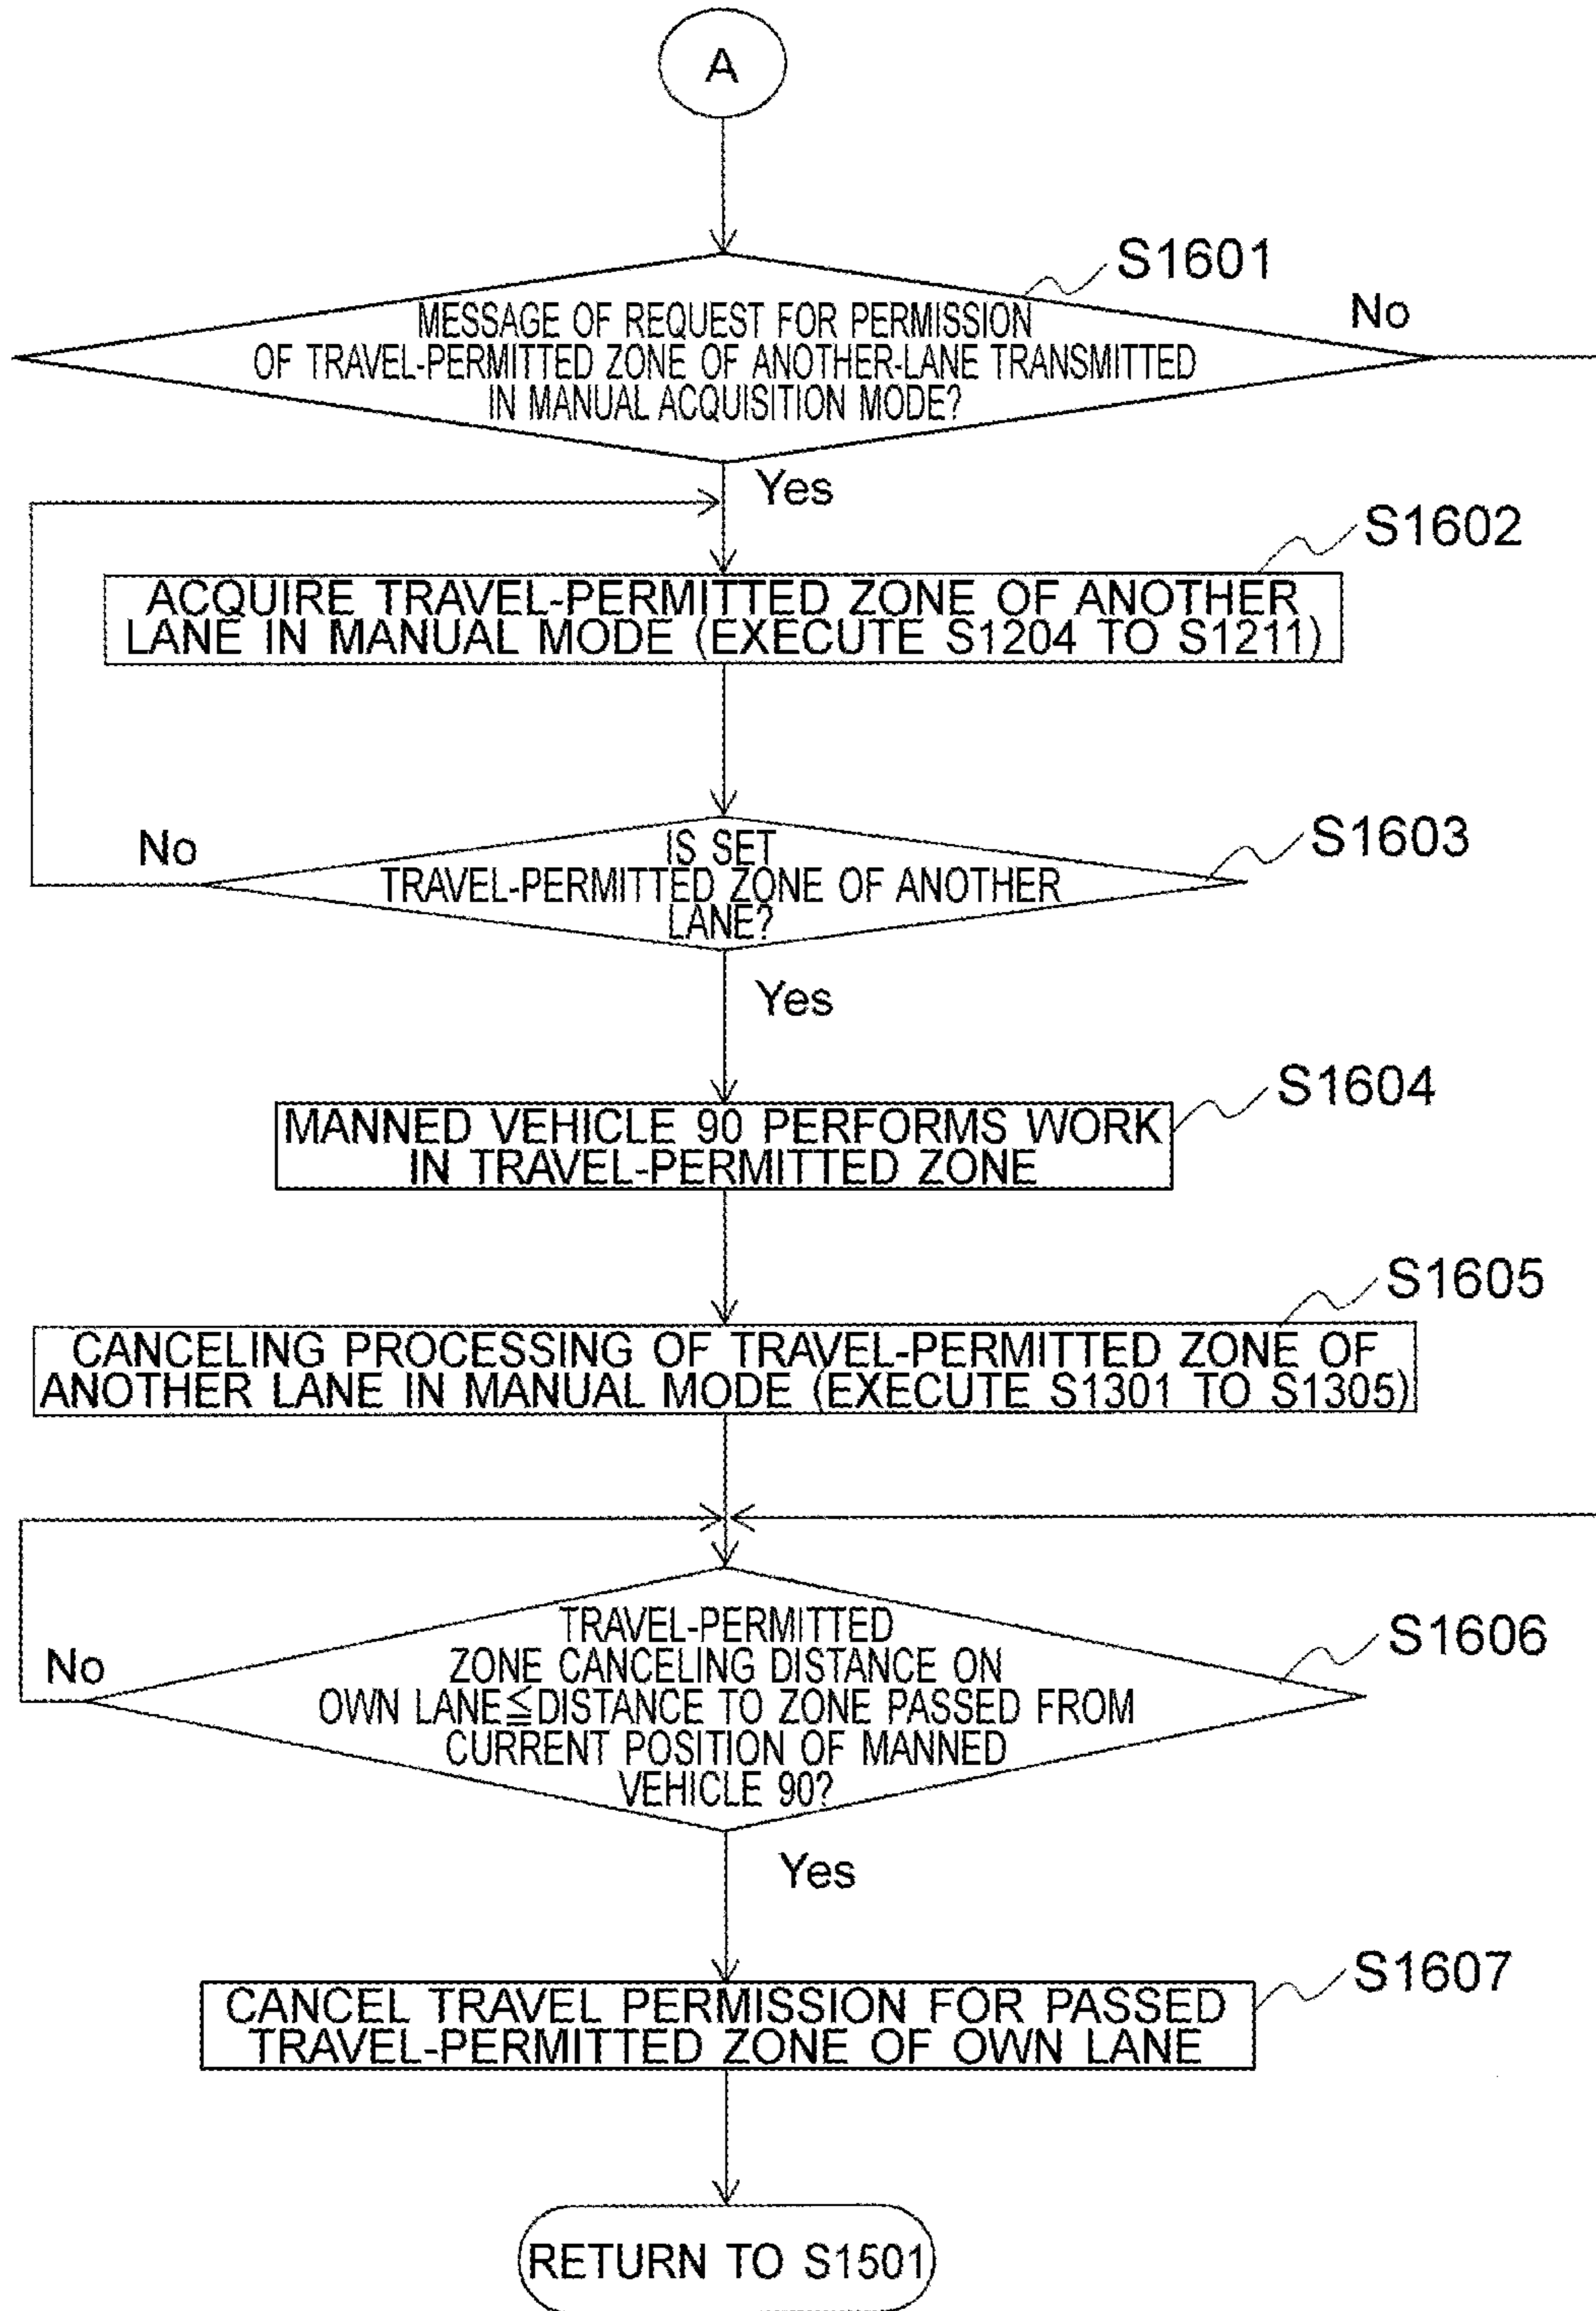 A
S1601
No
MESSAGE OF REQUEST FOR PERMISSION
OF TRAVEL-PERMITTED ZONE OF ANOTHER-LANE TRANSMITTED
IN MANUAL ACQUISITION MODE?
Yes
S1602
ACQUIRE TRAVEL-PERMITTED ZONE OF ANOTHER
LANE IN MANUAL MODE (EXECUTE S1204 TO S1211)
No
S1603
IS SET
TRAVEL-PERMITTED ZONE OF ANOTHER
LANE?
Yes
S1604
MANNED VEHICLE 90 PERFORMS WORK
IN TRAVEL-PERMITTED ZONE
S1605
CANCELING PROCESSING OF TRAVEL-PERMITTED ZONE OF
ANOTHER LANE IN MANUAL MODE (EXECUTE S1301 TO S1305)
No
S1606
TRAVEL-PERMITTED
ZONE CANCELING DISTANCE ON
OWN LANE≦DISTANCE TO ZONE PASSED FROM
CURRENT POSITION OF MANNED
VEHICLE 90?
Yes
S1607
CANCEL TRAVEL PERMISSION FOR PASSED
TRAVEL-PERMITTED ZONE OF OWN LANE
RETURN TO S1501